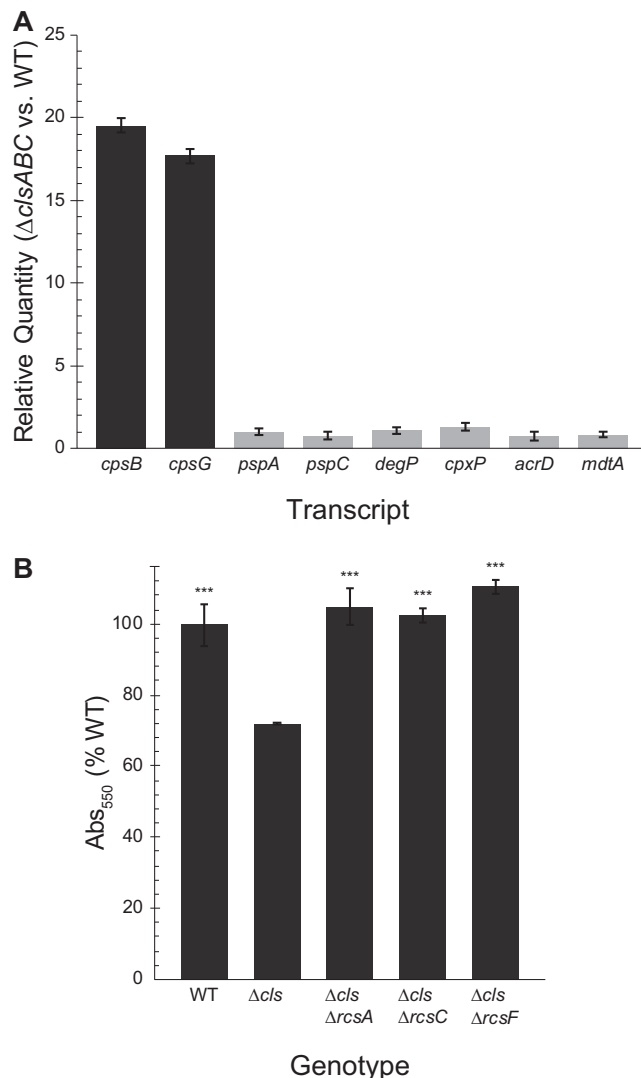 A
Relative Quantity (ΔclsABC vs. WT)
25
20
15
10
5
0
cpsB cpsG pspA pspC degP cpxP acrD mdtA
Transcript
B
Abs550 (% WT)
100
80
60
40
20
0
*** *** *** ***
WT Δcls Δcls ΔrcsA Δcls ΔrcsC Δcls ΔrcsF
Genotype